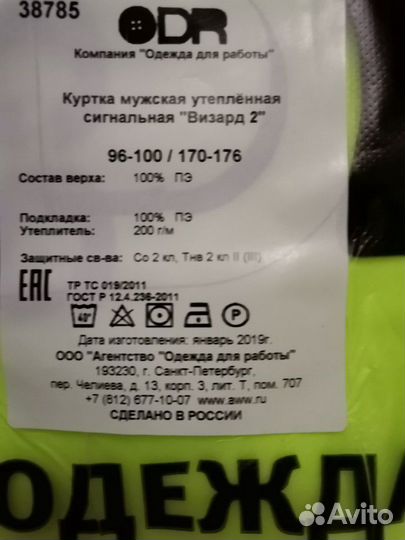 38785
ODR
Компания "Одежда для работы"
Куртка мужская утеплённая
сигнальная "Визард 2"
96-100 / 170-176
Состав верха: 100% ПЭ
Подкладка: 100% ПЭ
Утеплитель: 200 г/м
Защитные св-ва: Со 2 кл, Тнв 2 кл II (III)
ЕАС
ТР ТС 019/2011
ГОСТ Р 12.4.236-2011
40°
P
Дата изготовления: январь 2019г.
ООО "Агентство "Одежда для работы"
193230, г. Санкт-Петербург,
пер. Челиева, д. 13, корп. 3, лит. Т, пом. 707
+7 (812) 677-10-07 / www.aww.ru
СДЕЛАНО В РОССИИ
ОДЕЖДА
Avito